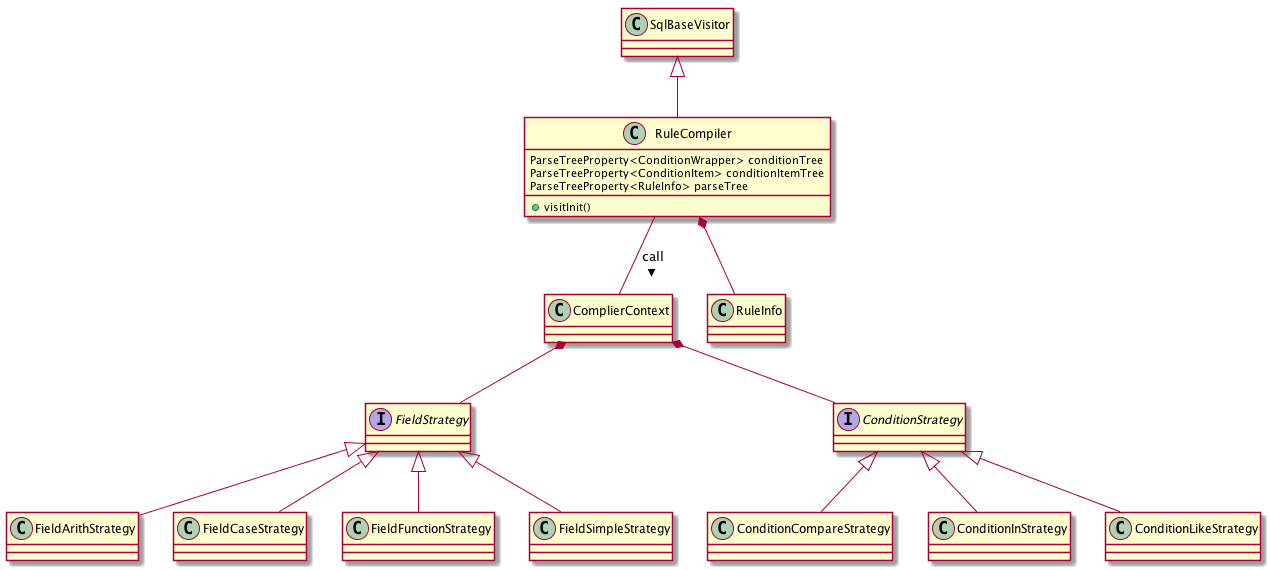 C SqlBaseVisitor
C RuleCompiler
ParseTreeProperty<ConditionWrapper> conditionTree
ParseTreeProperty<ConditionItem> conditionItemTree
ParseTreeProperty<RuleInfo> parseTree
visitInit()
call
C ComplierContext
C RuleInfo
I FieldStrategy
I ConditionStrategy
C FieldArithStrategy
C FieldCaseStrategy
C FieldFunctionStrategy
C FieldSimpleStrategy
C ConditionCompareStrategy
C ConditionInStrategy
C ConditionLikeStrategy